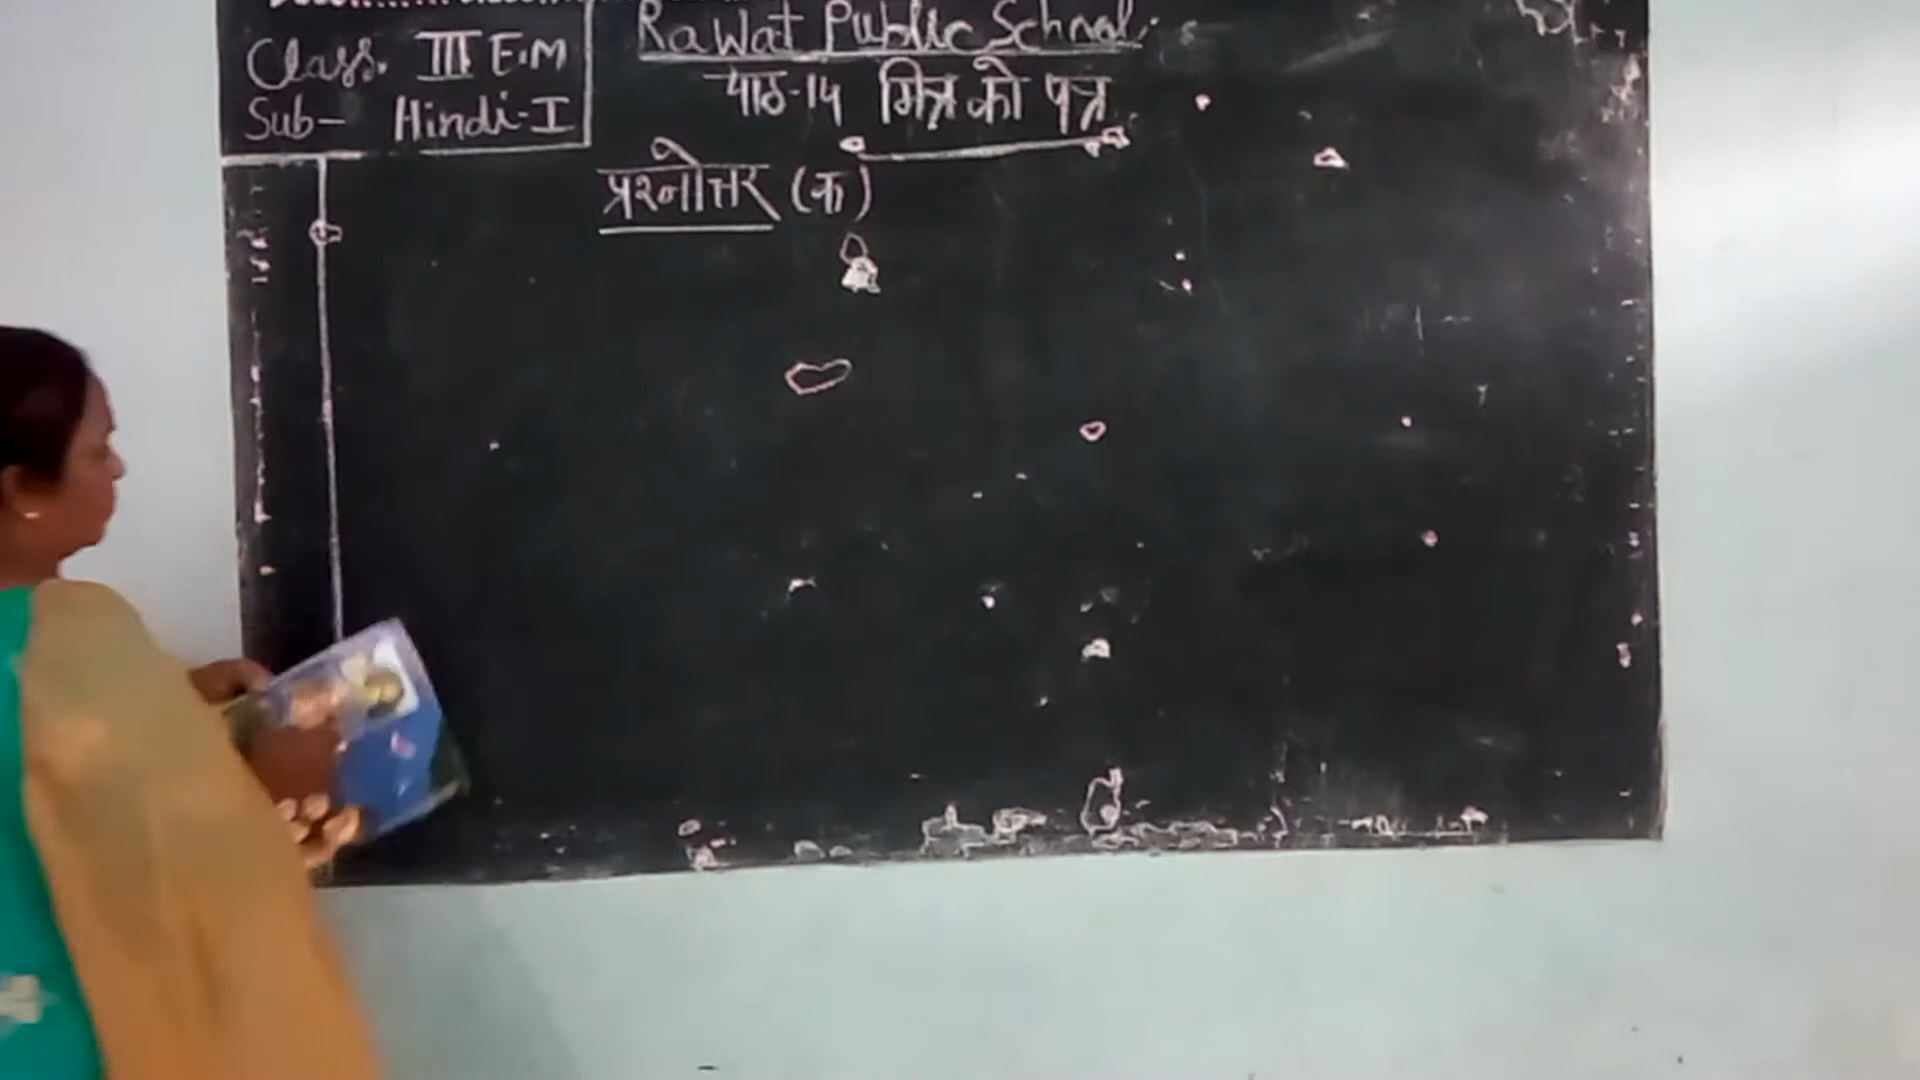 Class. III E.M
Sub- Hindi-I
Rawat Public School.
पाठ-14 मित्र को पत्र
प्रश्नोत्तर (क)